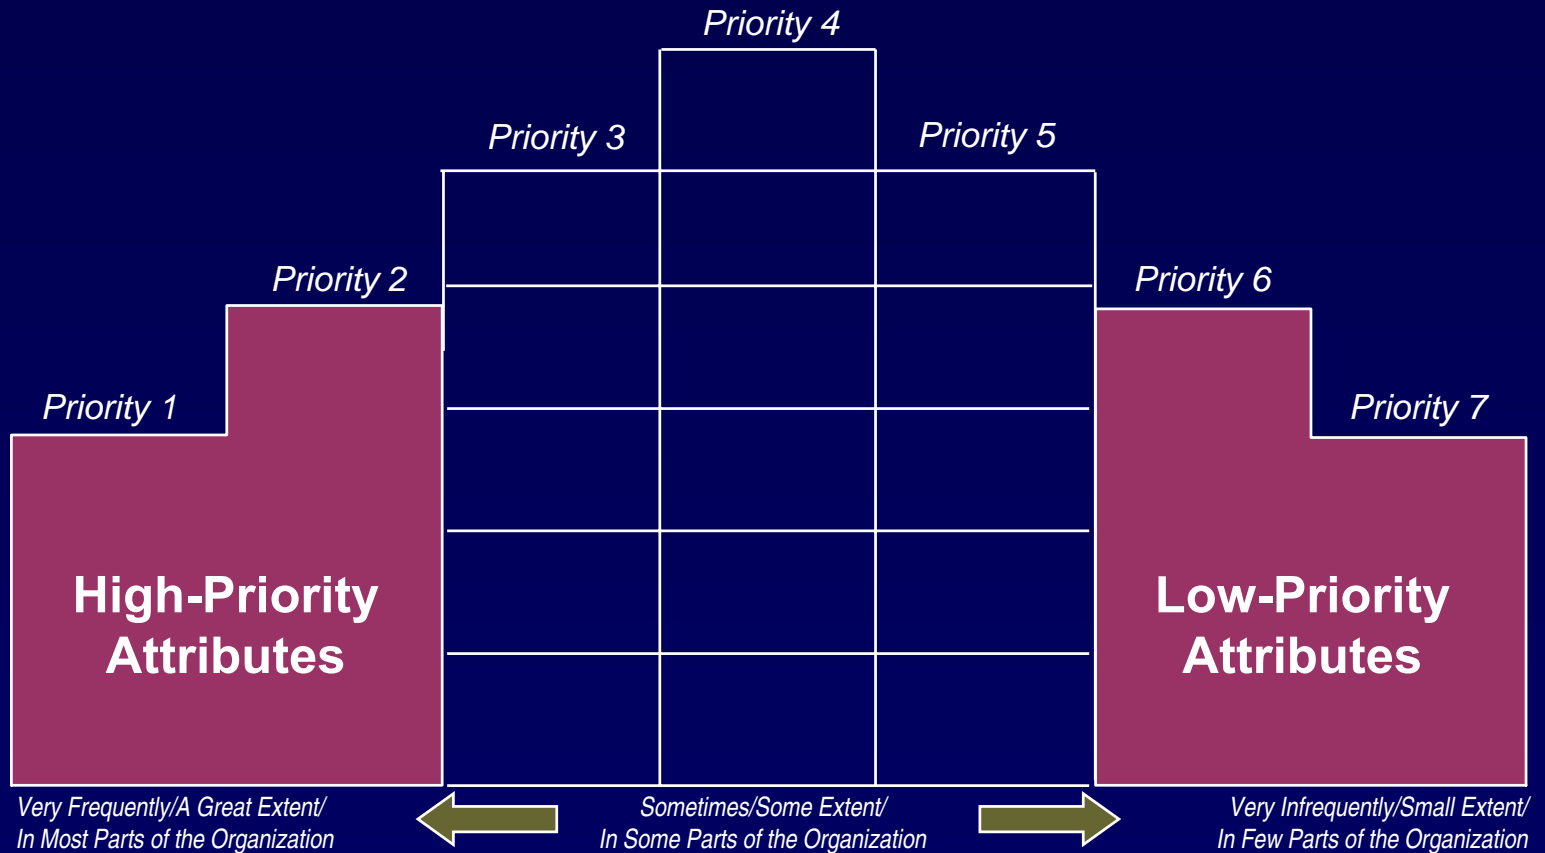 Priority 4
Priority 3
Priority 5
Priority 2
Priority 6
Priority 1
Priority 7
High-Priority
Attributes
Low-Priority
Attributes
Very Frequently/A Great Extent/
In Most Parts of the Organization
Sometimes/Some Extent/
In Some Parts of the Organization
Very Infrequently/Small Extent/
In Few Parts of the Organization